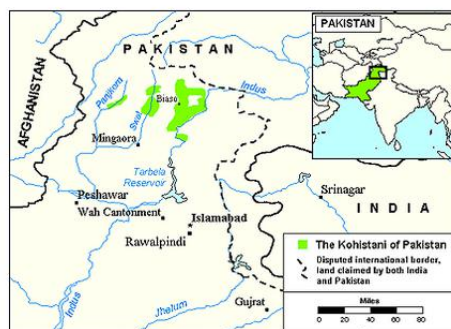 PAKISTAN
PAKISTAN
AFGHANISTAN
Indus
Panjkora
Swat
Biaso
Mingaora
Tarbela
Reservoir
Peshawar
Wah Cantonment
Islamabad
Rawalpindi
Srinagar
INDIA
The Kohistani of Pakistan
Disputed international border,
land claimed by both India
and Pakistan
Miles
0 20 40 60 80
Indus
Jhelum
Gujrat